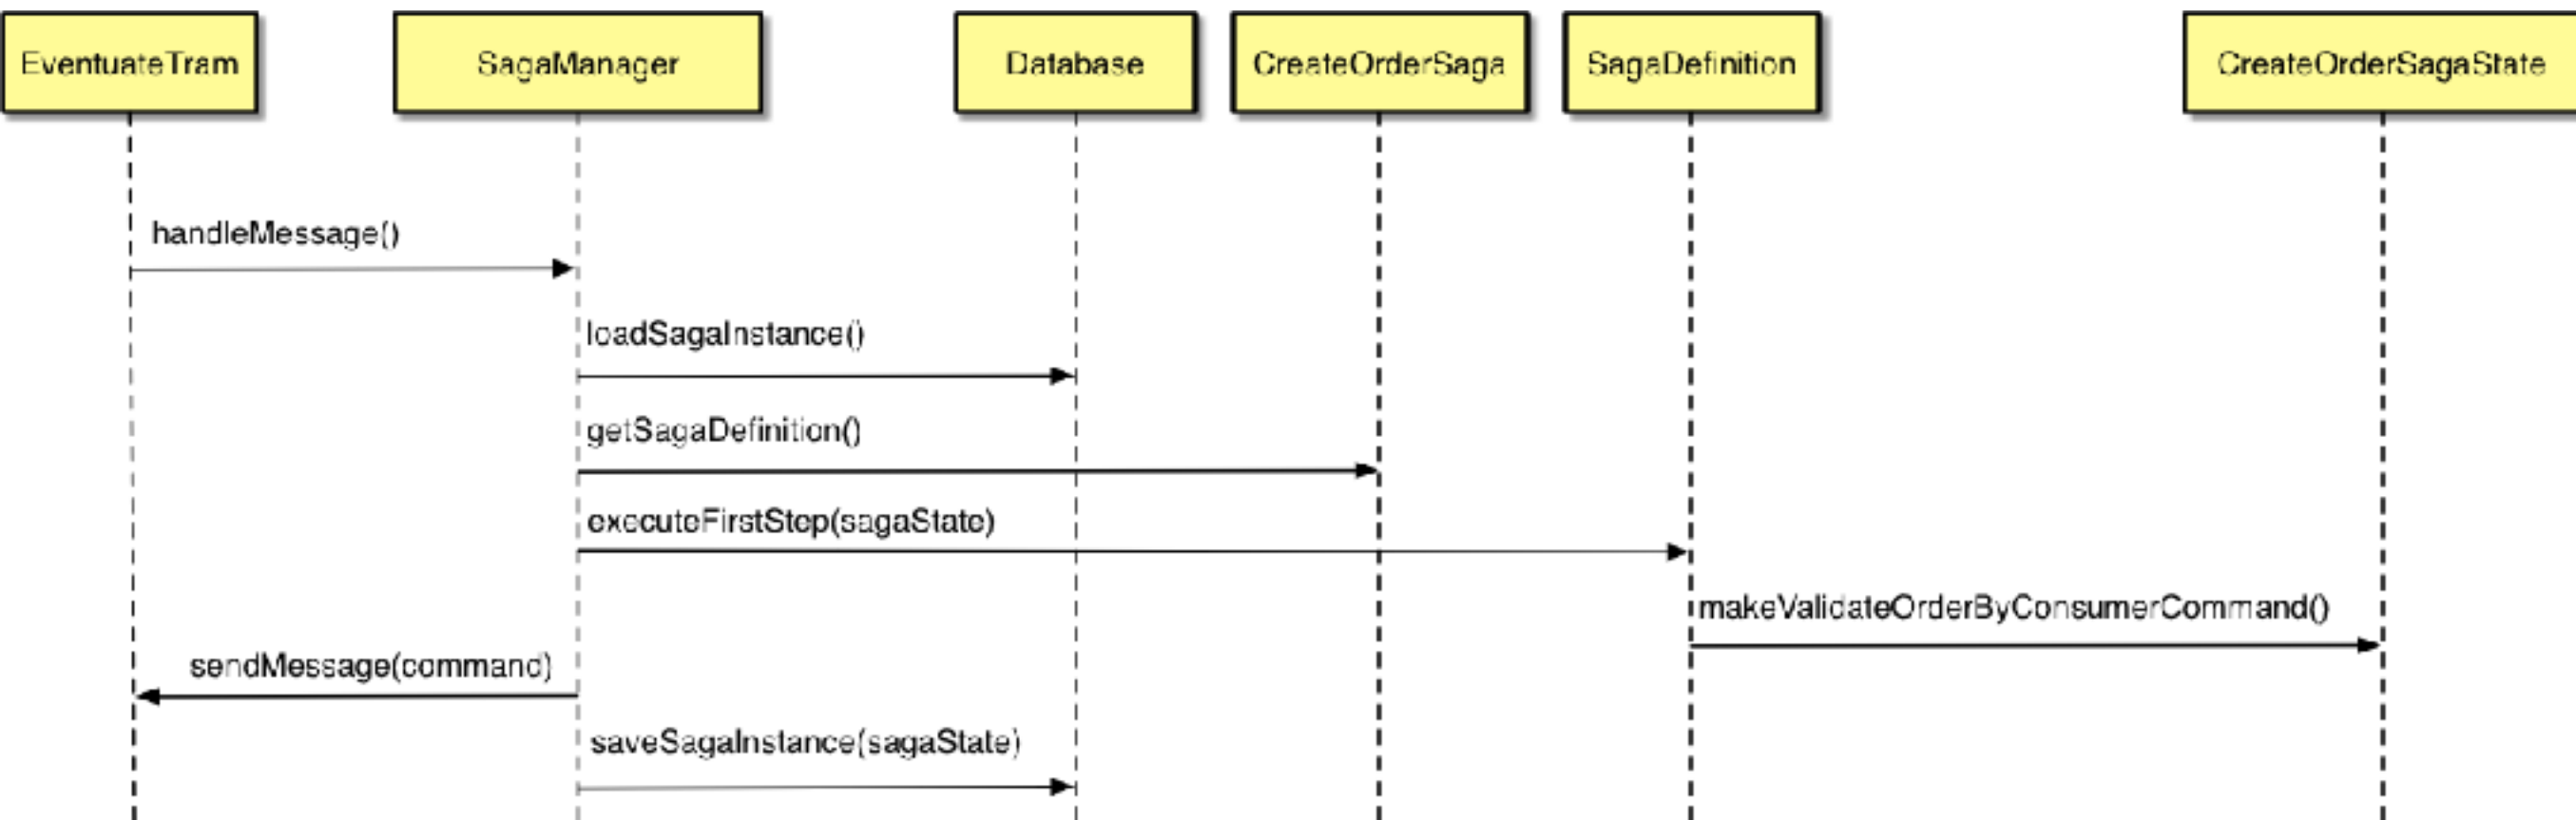 EventuateTram
SagaManager
Database
CreateOrderSaga
SagaDefinition
CreateOrderSagaState
handleMessage()
loadSagaInstance()
getSagaDefinition()
executeFirstStep(sagaState)
makeValidateOrderByConsumerCommand()
sendMessage(command)
saveSagaInstance(sagaState)